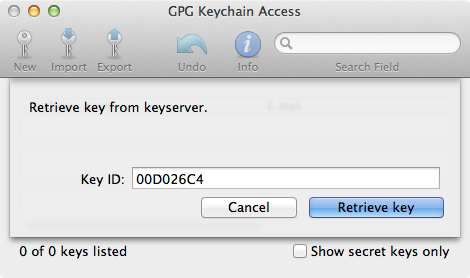 GPG Keychain Access
New Import Export Undo Info Search Field
Retrieve key from keyserver.
E-Mail
Key ID: 00D026C4
Cancel Retrieve key
0 of 0 keys listed Show secret keys only